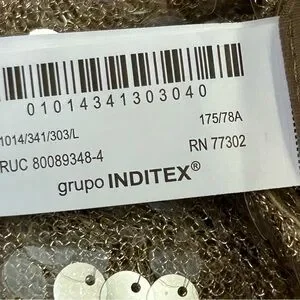 01014341303040
1014/341/303/L
175/78A
RUC 80089348-4
RN 77302
grupo INDITEX®